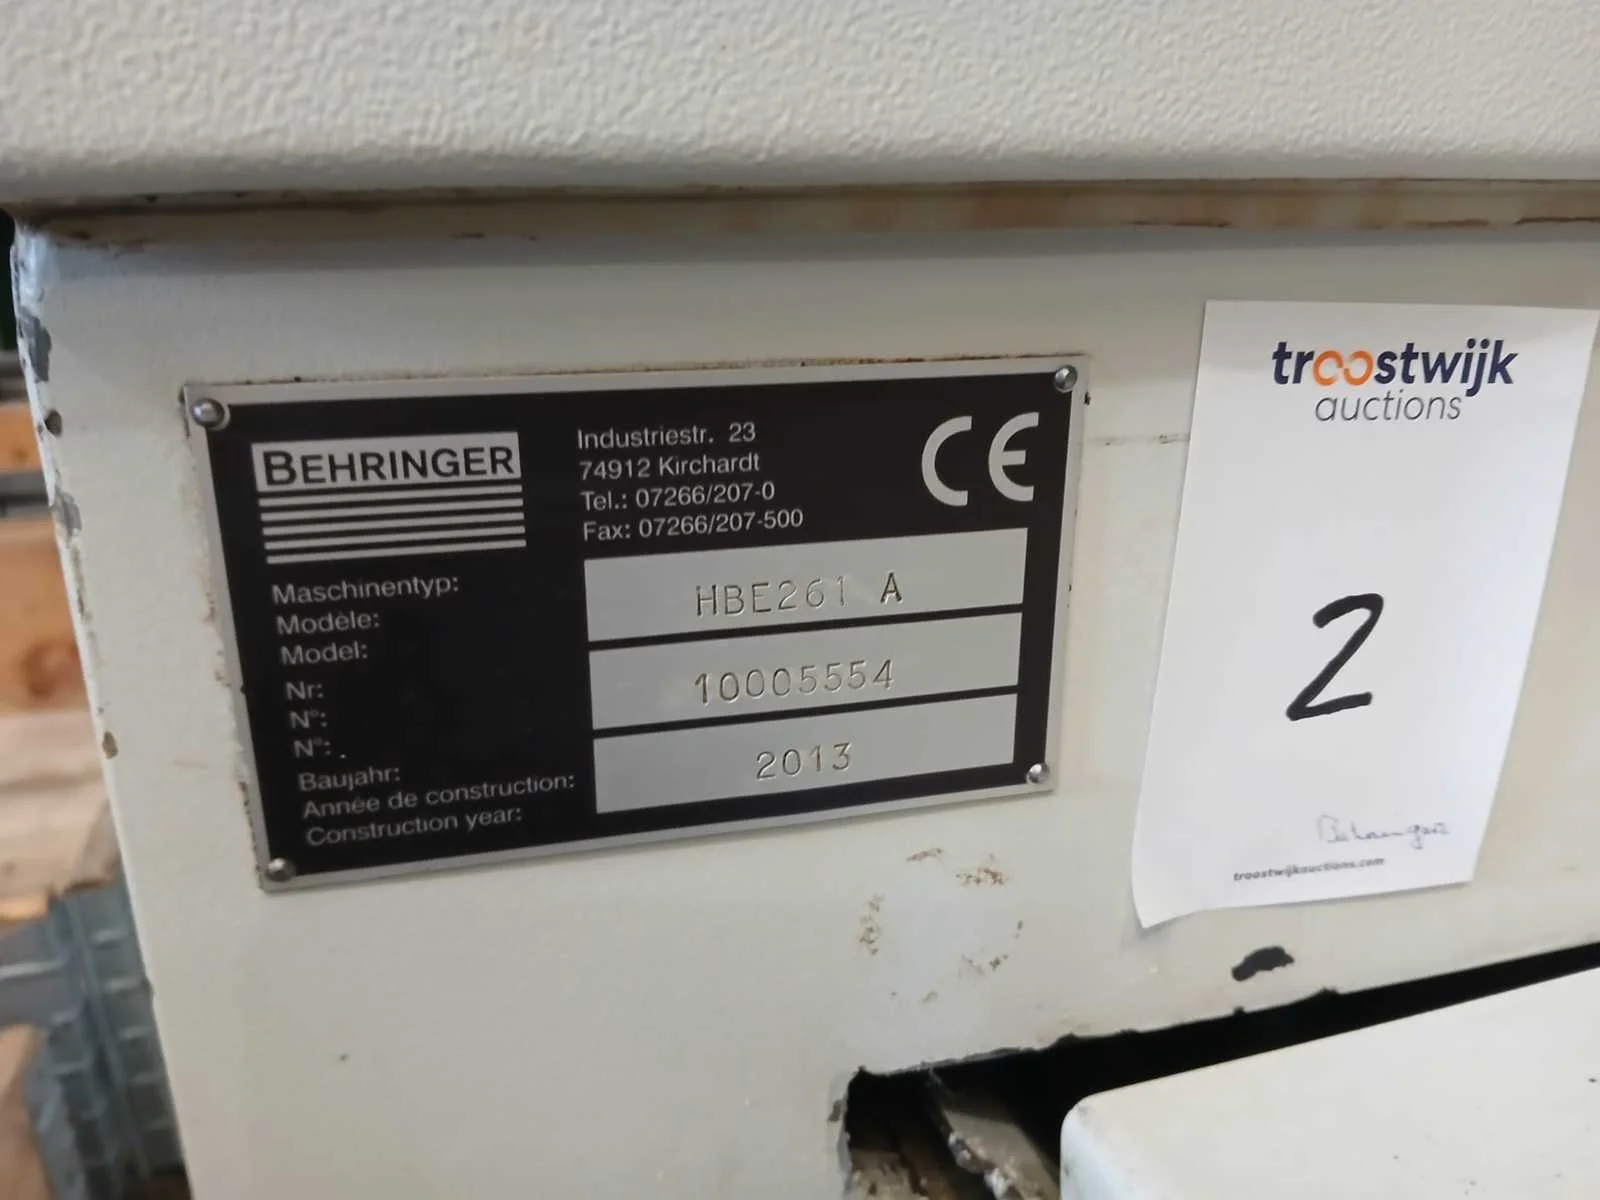 BEHRINGER
Industriestr. 23
74912 Kirchardt
Tel.: 07266/207-0
Fax: 07266/207-500
CE
Maschinentyp:
Modèle:
Model:
HBE261 A
Nr:
N°:
N°:
10005554
Baujahr:
Année de construction:
Construction year:
2013
troostwijk
auctions
2
Behringer
troostwijkauctions.com